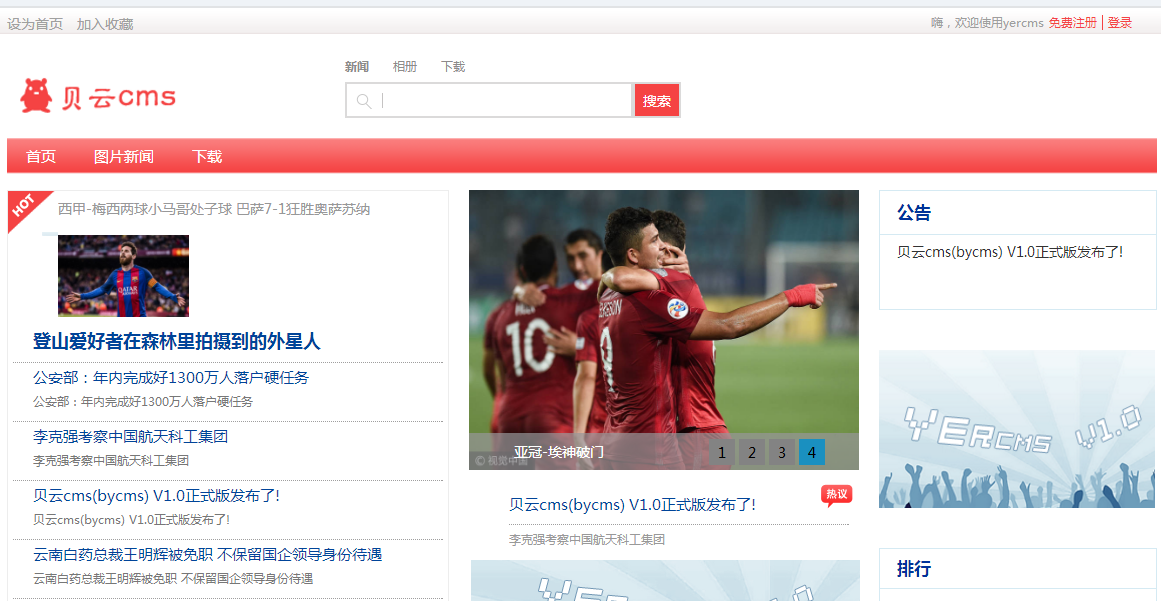 设为首页 加入收藏
嗨，欢迎使用yercms 免费注册 | 登录
新闻 相册 下载
贝云cms
搜索
首页 图片新闻 下载
HOT
西甲-梅西两球小马哥处子球 巴萨7-1狂胜奥萨苏纳
登山爱好者在森林里拍摄到的外星人
公安部：年内完成好1300万人落户硬任务
公安部：年内完成好1300万人落户硬任务
李克强考察中国航天科工集团
李克强考察中国航天科工集团
贝云cms(bycms) V1.0正式版发布了!
贝云cms(bycms) V1.0正式版发布了!
云南白药总裁王明辉被免职 不保留国企领导身份待遇
云南白药总裁王明辉被免职 不保留国企领导身份待遇
10
9
亚冠-埃神破门
1 2 3 4
© 视觉中国
热议
贝云cms(bycms) V1.0正式版发布了!
李克强考察中国航天科工集团
公告
贝云cms(bycms) V1.0正式版发布了!
YERCMS V1.0
排行